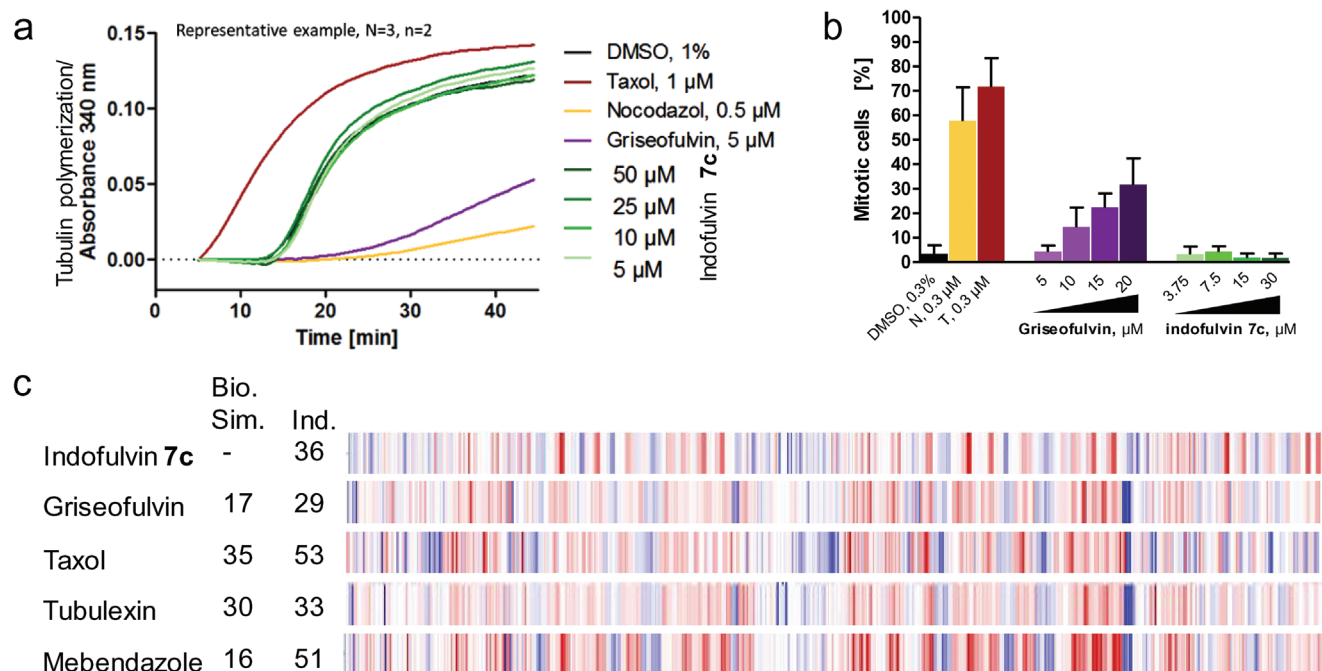 a
Representative example, N=3, n=2
Tubulin polymerization/
Absorbance 340 nm
0.15
0.10
0.05
0.00
0
10
20
30
40
Time [min]
DMSO, 1%
Taxol, 1 µM
Nocodazol, 0.5 µM
Griseofulvin, 5 µM
50 µM
25 µM
10 µM
5 µM
Indofulvin 7c
b
Mitotic cells [%]
100
90
80
70
60
50
40
30
20
10
0
DMSO, 0.3%
N, 0.3 µM
T, 0.3 µM
5
10
15
20
Griseofulvin, µM
3.75
7.5
15
30
indofulvin 7c, µM
c
Bio.
Sim. Ind.
Indofulvin 7c - 36
Griseofulvin 17 29
Taxol 35 53
Tubulexin 30 33
Mebendazole 16 51